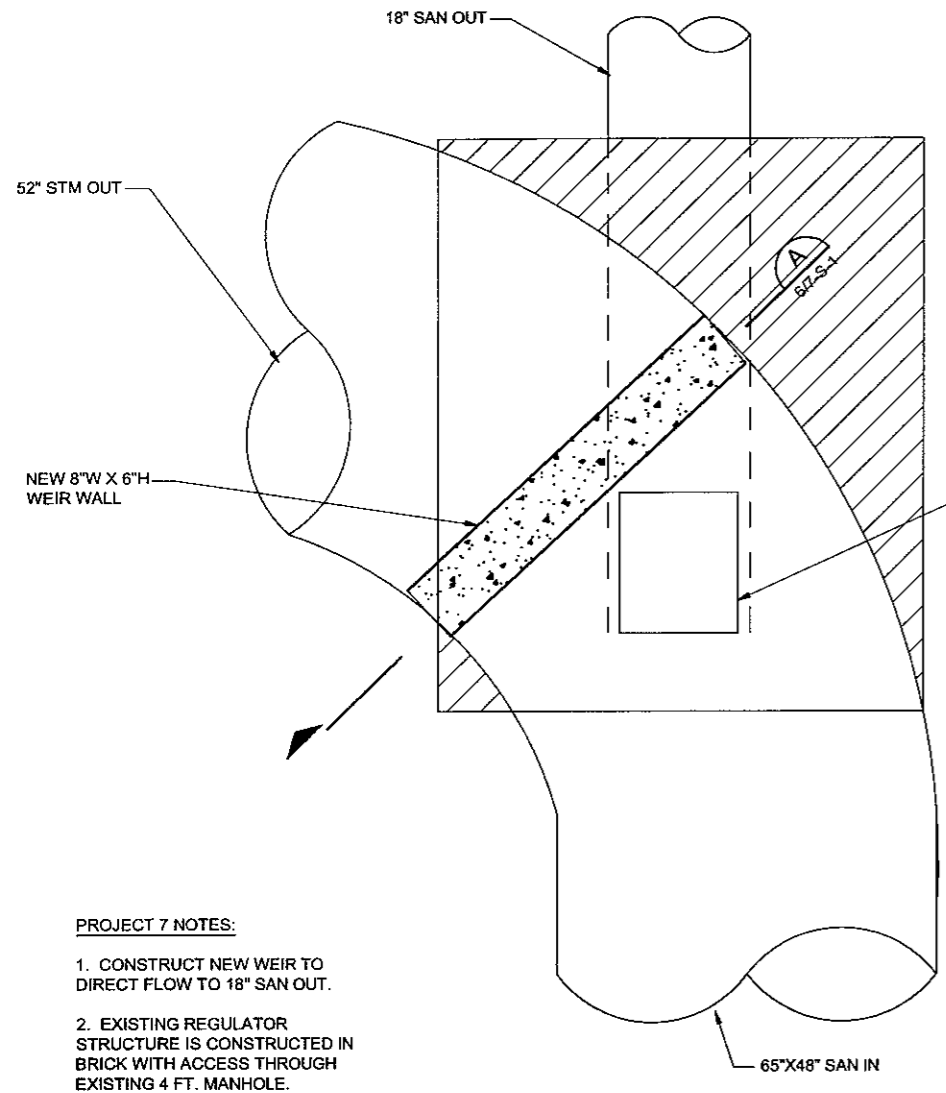 18" SAN OUT
52" STM OUT
A
6/7-S-1
NEW 8"W X 6"H
WEIR WALL
PROJECT 7 NOTES:
1. CONSTRUCT NEW WEIR TO
DIRECT FLOW TO 18" SAN OUT.
2. EXISTING REGULATOR
STRUCTURE IS CONSTRUCTED IN
BRICK WITH ACCESS THROUGH
EXISTING 4 FT. MANHOLE.
65"X48" SAN IN